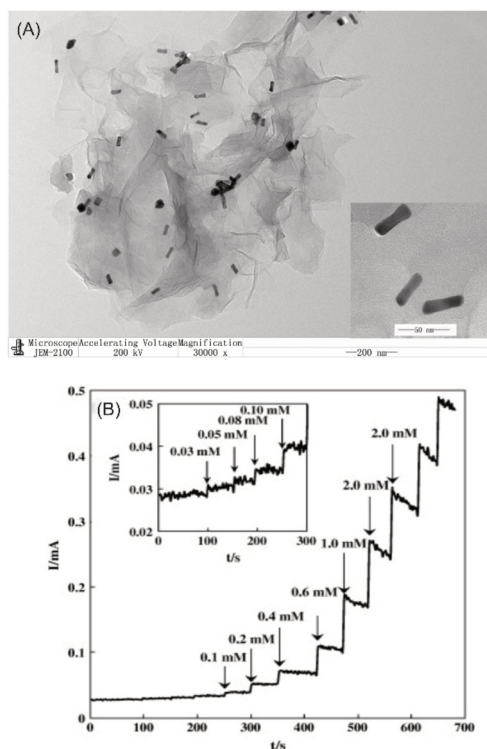 (A)
50 nm
Microscope Accelerating Voltage Magnification
JEM-2100 200 kV 30000 x 200 nm
(B)
0.5
0.4
0.3
0.2
0.1
0
I/mA
0 100 200 300 400 500 600 700
t/s
0.05
0.04
0.03
0.02
I/mA
0 100 200 300
t/s
0.03 mM
0.05 mM
0.08 mM
0.10 mM
0.1 mM
0.2 mM
0.4 mM
0.6 mM
1.0 mM
2.0 mM
2.0 mM